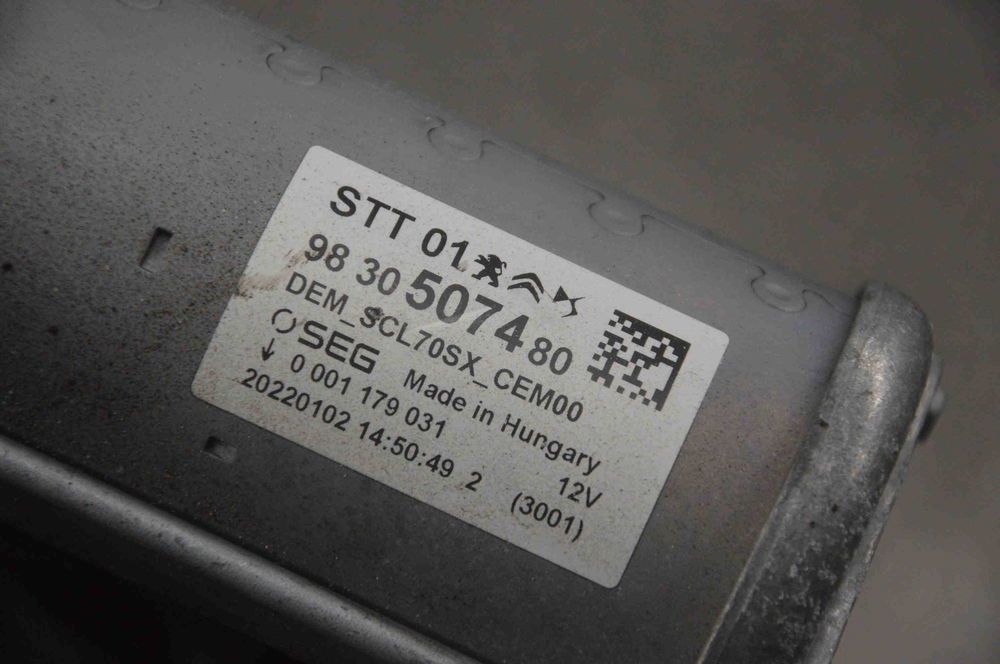 STT 01
98 30 5074 80
DEM_SCL70SX_CEM00
SEG Made in Hungary
0 001 179 031 12V
20220102 14:50:49 2 (3001)